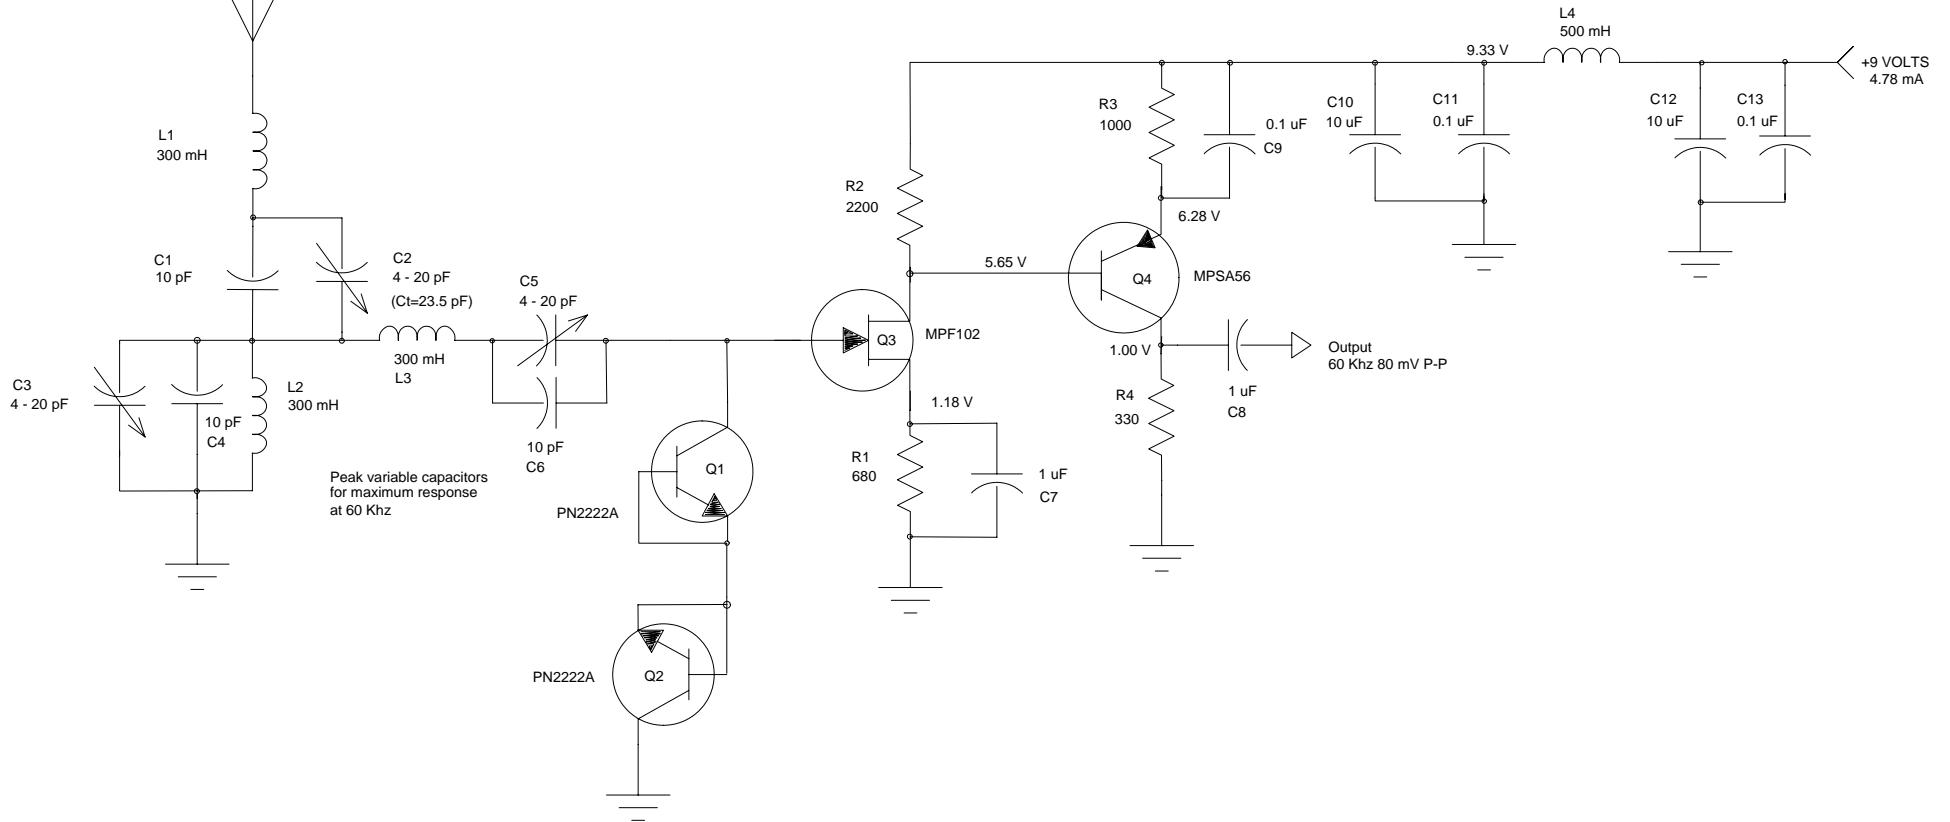 L1
300 mH
C1
10 pF
C2
4 - 20 pF
(Ct=23.5 pF)
C3
4 - 20 pF
10 pF
C4
L2
300 mH
300 mH
L3
C5
4 - 20 pF
10 pF
C6
Peak variable capacitors
for maximum response
at 60 Khz
Q1
PN2222A
Q2
PN2222A
Q3
MPF102
R2
2200
5.65 V
1.18 V
R1
680
1 uF
C7
R3
1000
0.1 uF
C9
6.28 V
Q4
MPSA56
1.00 V
R4
330
1 uF
C8
Output
60 Khz 80 mV P-P
C10
10 uF
C11
0.1 uF
9.33 V
L4
500 mH
C12
10 uF
C13
0.1 uF
+9 VOLTS
4.78 mA